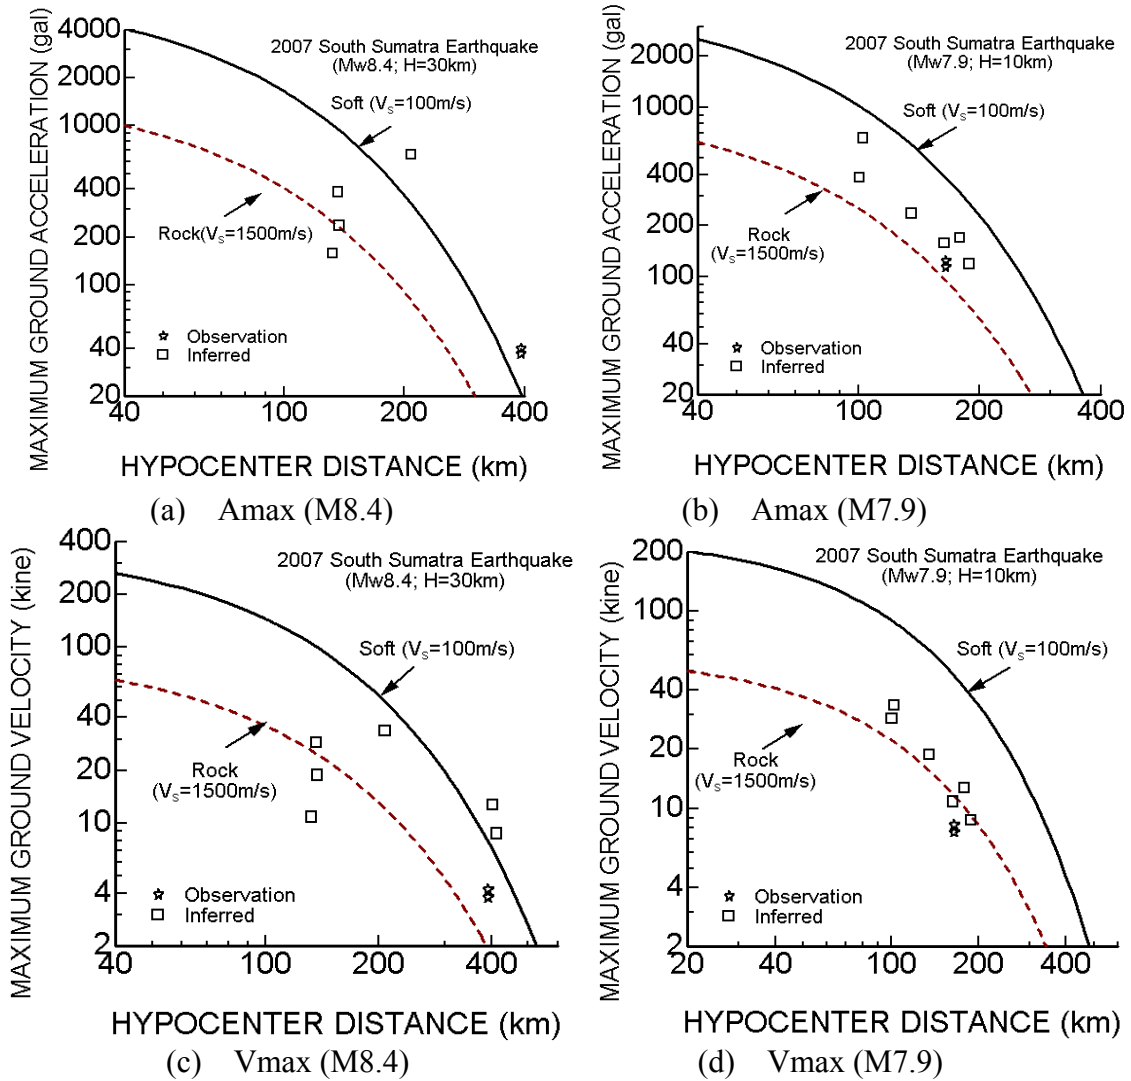 MAXIMUM GROUND ACCELERATION (gal)
4000
2000
1000
400
200
100
40
20
2007 South Sumatra Earthquake
(Mw8.4; H=30km)
Soft (VS=100m/s)
Rock(VS=1500m/s)
Observation
Inferred
40 100 200 400
HYPOCENTER DISTANCE (km)
(a) Amax (M8.4)
MAXIMUM GROUND ACCELERATION (gal)
2000
1000
400
200
100
40
20
2007 South Sumatra Earthquake
(Mw7.9; H=10km)
Soft (VS=100m/s)
Rock
(VS=1500m/s)
Observation
Inferred
40 100 200 400
HYPOCENTER DISTANCE (km)
(b) Amax (M7.9)
MAXIMUM GROUND VELOCITY (kine)
400
200
100
40
20
10
4
2
2007 South Sumatra Earthquake
(Mw8.4; H=30km)
Soft (VS=100m/s)
Rock
(VS=1500m/s)
Observation
Inferred
40 100 200 400
HYPOCENTER DISTANCE (km)
(c) Vmax (M8.4)
MAXIMUM GROUND VELOCITY (kine)
200
100
40
20
10
4
2
2007 South Sumatra Earthquake
(Mw7.9; H=10km)
Soft (VS=100m/s)
Rock
(VS=1500m/s)
Observation
Inferred
20 40 100 200 400
HYPOCENTER DISTANCE (km)
(d) Vmax (M7.9)